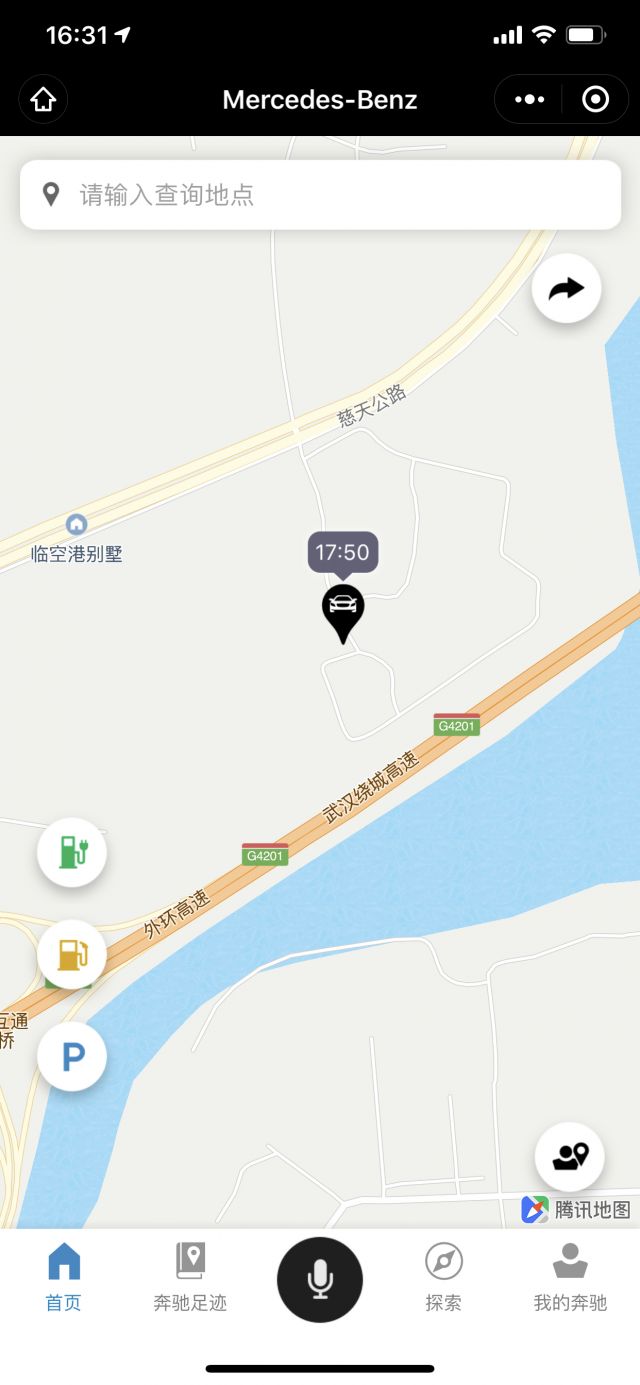 16:31
Mercedes-Benz
请输入查询地点
慈天公路
临空港别墅
17:50
G4201
武汉绕城高速
G4201
外环高速
互通
桥
P
腾讯地图
首页
奔驰足迹
探索
我的奔驰